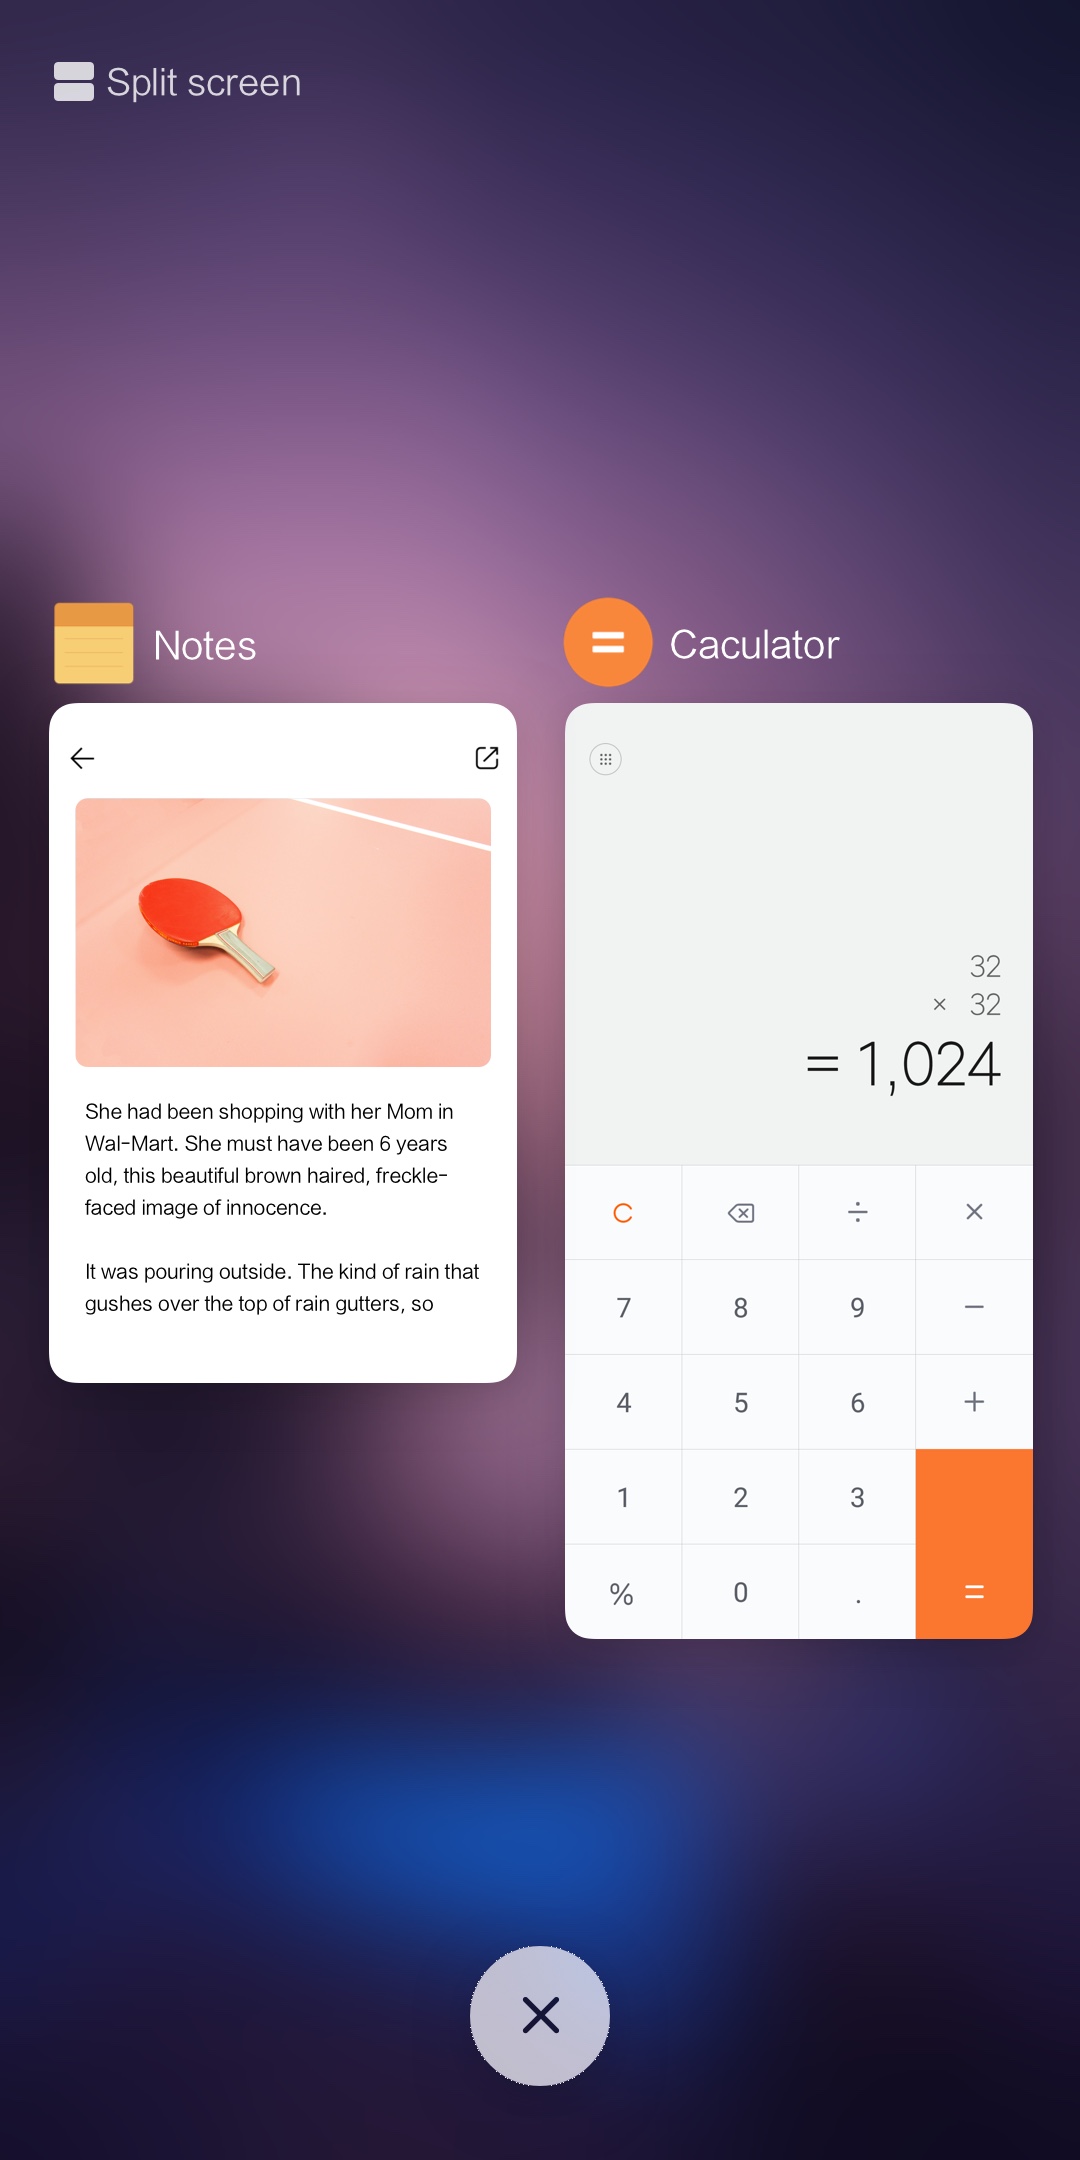 Split screen
Notes
Caculator
She had been shopping with her Mom in
Wal-Mart. She must have been 6 years
old, this beautiful brown haired, freckle-
faced image of innocence.
It was pouring outside. The kind of rain that
gushes over the top of rain gutters, so
32
× 32
= 1,024
C ÷ ×
7 8 9 −
4 5 6 +
1 2 3
% 0 . =